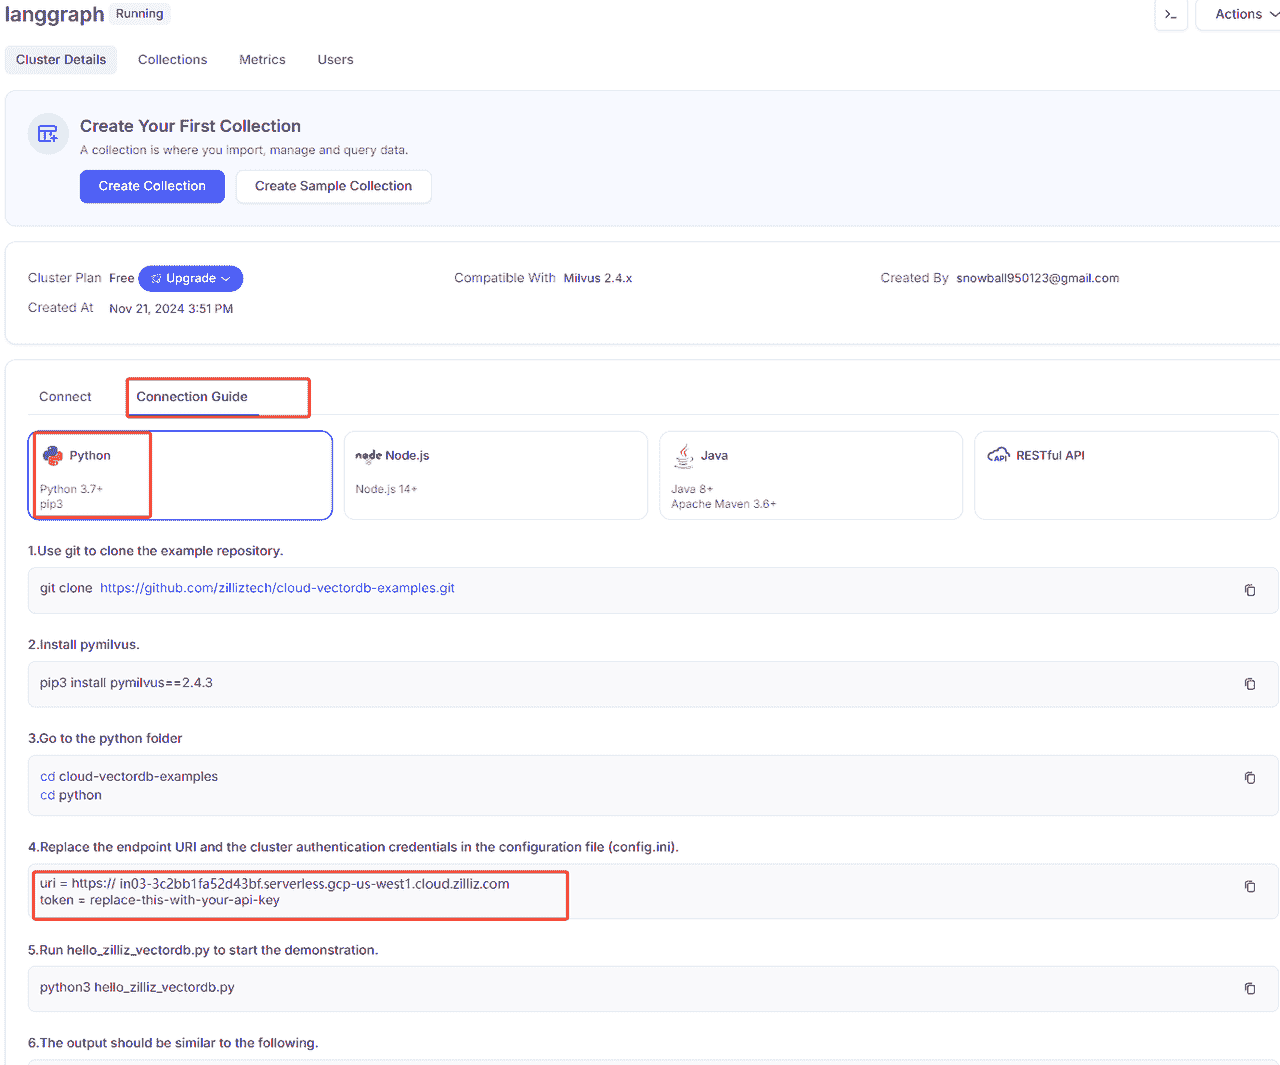 langgraph Running
>_ Actions
Cluster Details Collections Metrics Users
Create Your First Collection
A collection is where you import, manage and query data.
Create Collection Create Sample Collection
Cluster Plan Free Upgrade Compatible With Milvus 2.4.x Created By snowball950123@gmail.com
Created At Nov 21, 2024 3:51 PM
Connect Connection Guide
Python
Python 3.7+
pip3
node Node.js
Node.js 14+
Java
Java 8+
Apache Maven 3.6+
API RESTful API
1.Use git to clone the example repository.
git clone https://github.com/zilliztech/cloud-vectordb-examples.git
2.Install pymilvus.
pip3 install pymilvus==2.4.3
3.Go to the python folder
cd cloud-vectordb-examples
cd python
4.Replace the endpoint URI and the cluster authentication credentials in the configuration file (config.ini).
uri = https:// in03-3c2bb1fa52d43bf.serverless.gcp-us-west1.cloud.zilliz.com
token = replace-this-with-your-api-key
5.Run hello_zilliz_vectordb.py to start the demonstration.
python3 hello_zilliz_vectordb.py
6.The output should be similar to the following.